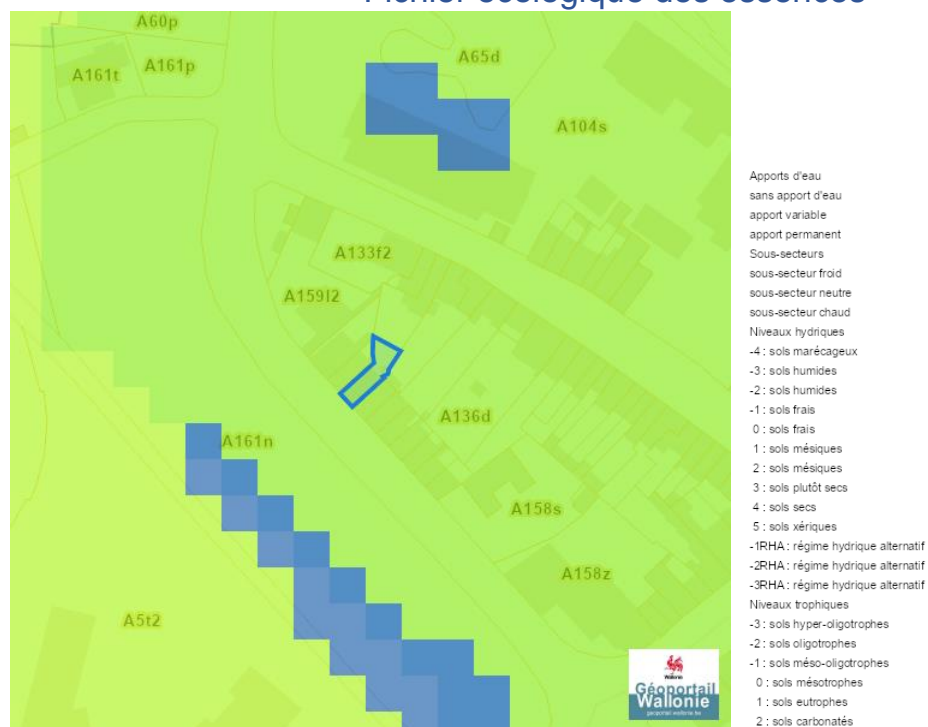 Fichier écologique des essences
A60p
A65d
A161t
A161p
A104s
A133f2
A159l2
A136d
A161n
A158s
A158z
A5t2
Wallonie
Géoportail
Wallonie
geoportail.wallonie.be
Apports d'eau
sans apport d'eau
apport variable
apport permanent
Sous-secteurs
sous-secteur froid
sous-secteur neutre
sous-secteur chaud
Niveaux hydriques
-4 : sols marécageux
-3 : sols humides
-2 : sols humides
-1 : sols frais
0 : sols frais
1 : sols mésiques
2 : sols mésiques
3 : sols plutôt secs
4 : sols secs
5 : sols xériques
-1RHA : régime hydrique alternatif
-2RHA : régime hydrique alternatif
-3RHA : régime hydrique alternatif
Niveaux trophiques
-3 : sols hyper-oligotrophes
-2 : sols oligotrophes
-1 : sols méso-oligotrophes
0 : sols mésotrophes
1 : sols eutrophes
2 : sols carbonatés